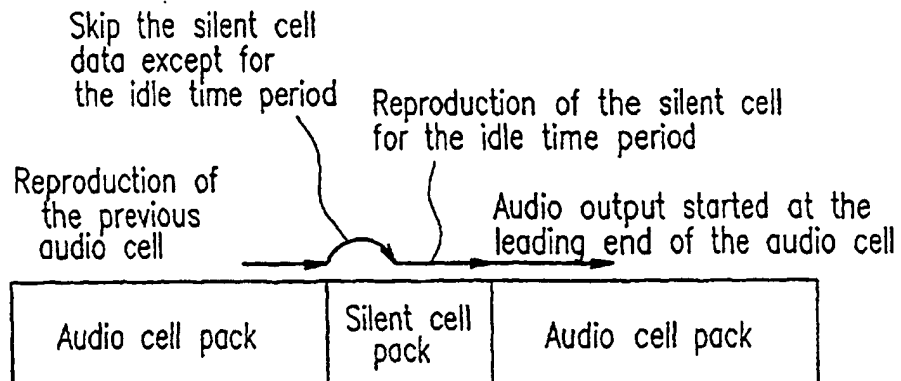 Skip the silent cell
data except for
the idle time period
Reproduction of the silent cell
for the idle time period
Reproduction of
the previous
audio cell
Audio output started at the
leading end of the audio cell
Audio cell pack
Silent cell
pack
Audio cell pack